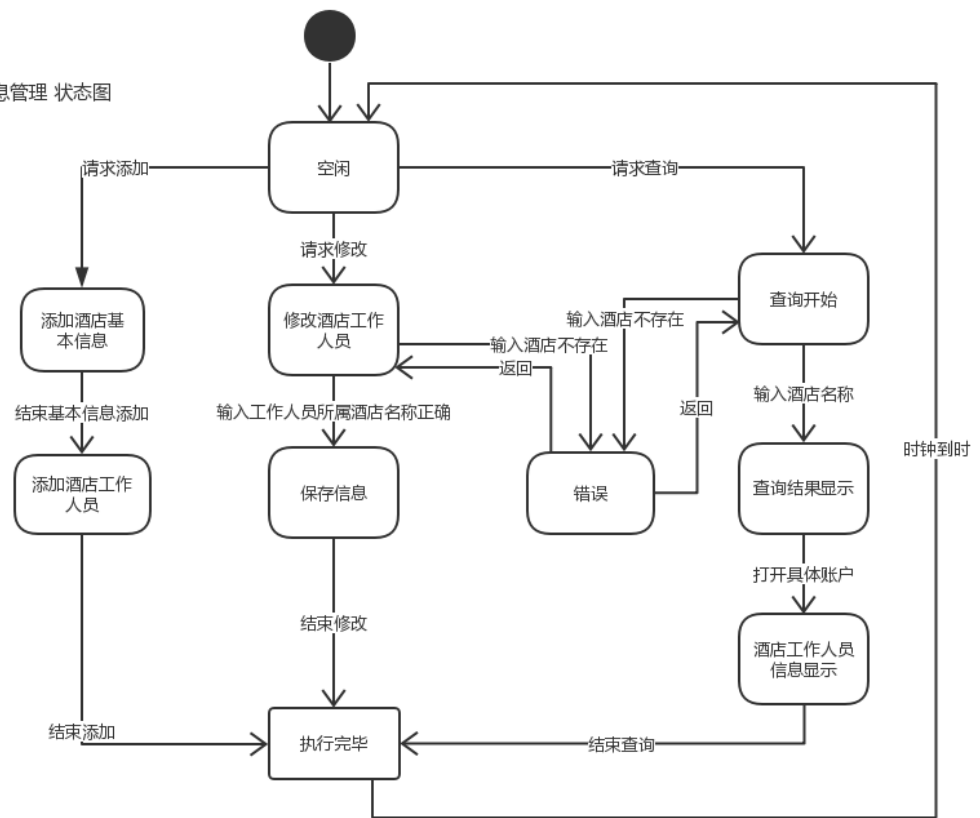 息管理 状态图
空闲
请求添加
请求查询
请求修改
添加酒店基
本信息
修改酒店工作
人员
查询开始
输入酒店不存在
输入酒店不存在
返回
结束基本信息添加
输入工作人员所属酒店名称正确
返回
输入酒店名称
时钟到时
添加酒店工作
人员
保存信息
错误
查询结果显示
打开具体账户
结束修改
酒店工作人员
信息显示
结束添加
执行完毕
结束查询